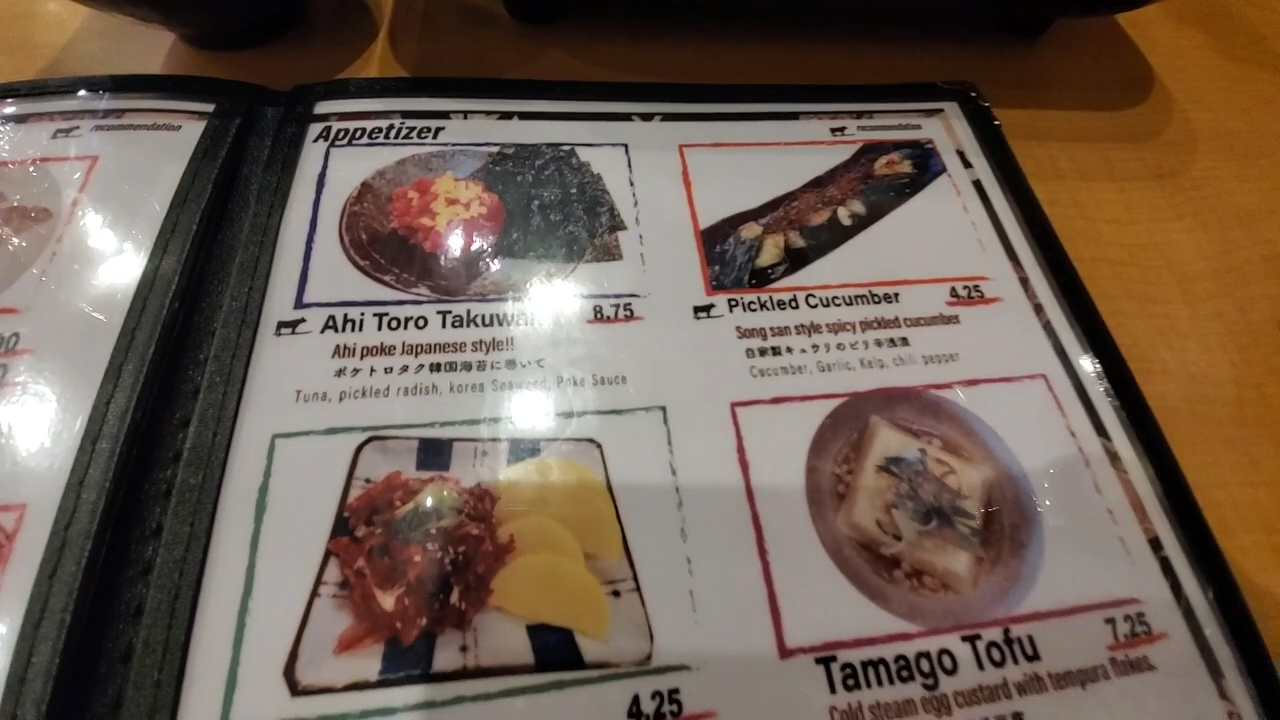 recommendation
Appetizer
recommendation
Ahi Toro
8.75
Ahi poke Japanese style!!
ポケトロタク韓国海苔に巻いて
Tuna, pickled radish, korea Poke Sauce
Pickled Cucumber
4.25
Song san style spicy pickled cucumber
自家製キュウリのピリ辛浅漬
Cucumber, Garlic, Kelp, chili pepper
4.25
Tamago Tofu
7.25
Cold steam egg custard with tempura flakes.